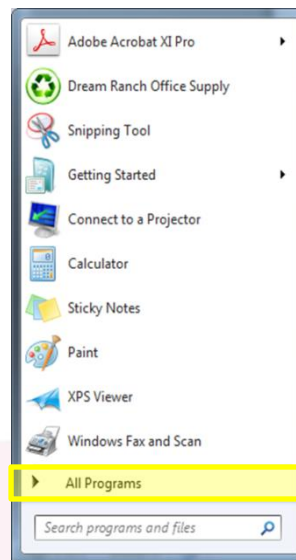 Adobe Acrobat XI Pro
Dream Ranch Office Supply
Snipping Tool
Getting Started
Connect to a Projector
Calculator
Sticky Notes
Paint
XPS Viewer
Windows Fax and Scan
All Programs
Search programs and files